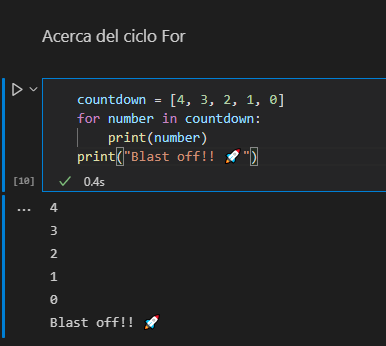 Acerca del ciclo For
countdown = [4, 3, 2, 1, 0]
for number in countdown:
    print(number)
print("Blast off!! 🚀")
[10]
0.4s
...
4
3
2
1
0
Blast off!! 🚀